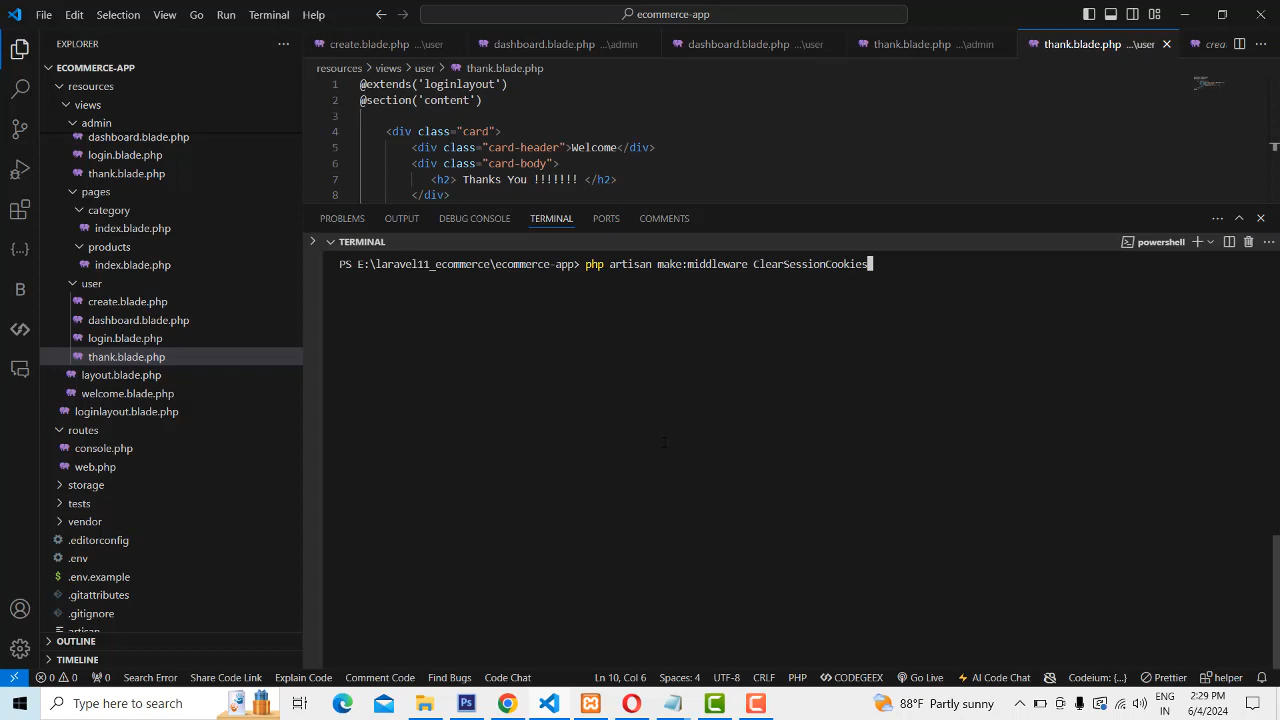 File Edit Selection View Go Run Terminal Help
ecommerce-app
EXPLORER
create.blade.php ...\user
dashboard.blade.php ...\admin
dashboard.blade.php ...\user
thank.blade.php ...\admin
thank.blade.php ...\user
ECOMMERCE-APP
resources > views > user > thank.blade.php
resources
views
admin
dashboard.blade.php
login.blade.php
thank.blade.php
pages
category
index.blade.php
products
index.blade.php
user
create.blade.php
dashboard.blade.php
login.blade.php
thank.blade.php
layout.blade.php
welcome.blade.php
loginlayout.blade.php
routes
console.php
web.php
storage
tests
vendor
.editorconfig
.env
.env.example
.gitattributes
.gitignore
artisan
OUTLINE
TIMELINE
1 @extends('loginlayout')
2 @section('content')
3
4 <div class="card">
5 <div class="card-header">Welcome</div>
6 <div class="card-body">
7 <h2> Thanks You !!!!!!! </h2>
8 </div>
PROBLEMS OUTPUT DEBUG CONSOLE TERMINAL PORTS COMMENTS
TERMINAL
powershell
PS E:\laravel11_ecommerce\ecommerce-app> php artisan make:middleware ClearSessionCookies
0 0 0 Search Error Share Code Link Explain Code Comment Code Find Bugs Code Chat Ln 10, Col 6 Spaces: 4 UTF-8 CRLF PHP CODEGEEX Go Live AI Code Chat Codeium: {...} Prettier helper
Type here to search
88°F Partly sunny
ENG
IN
2:29 PM
6/4/2024